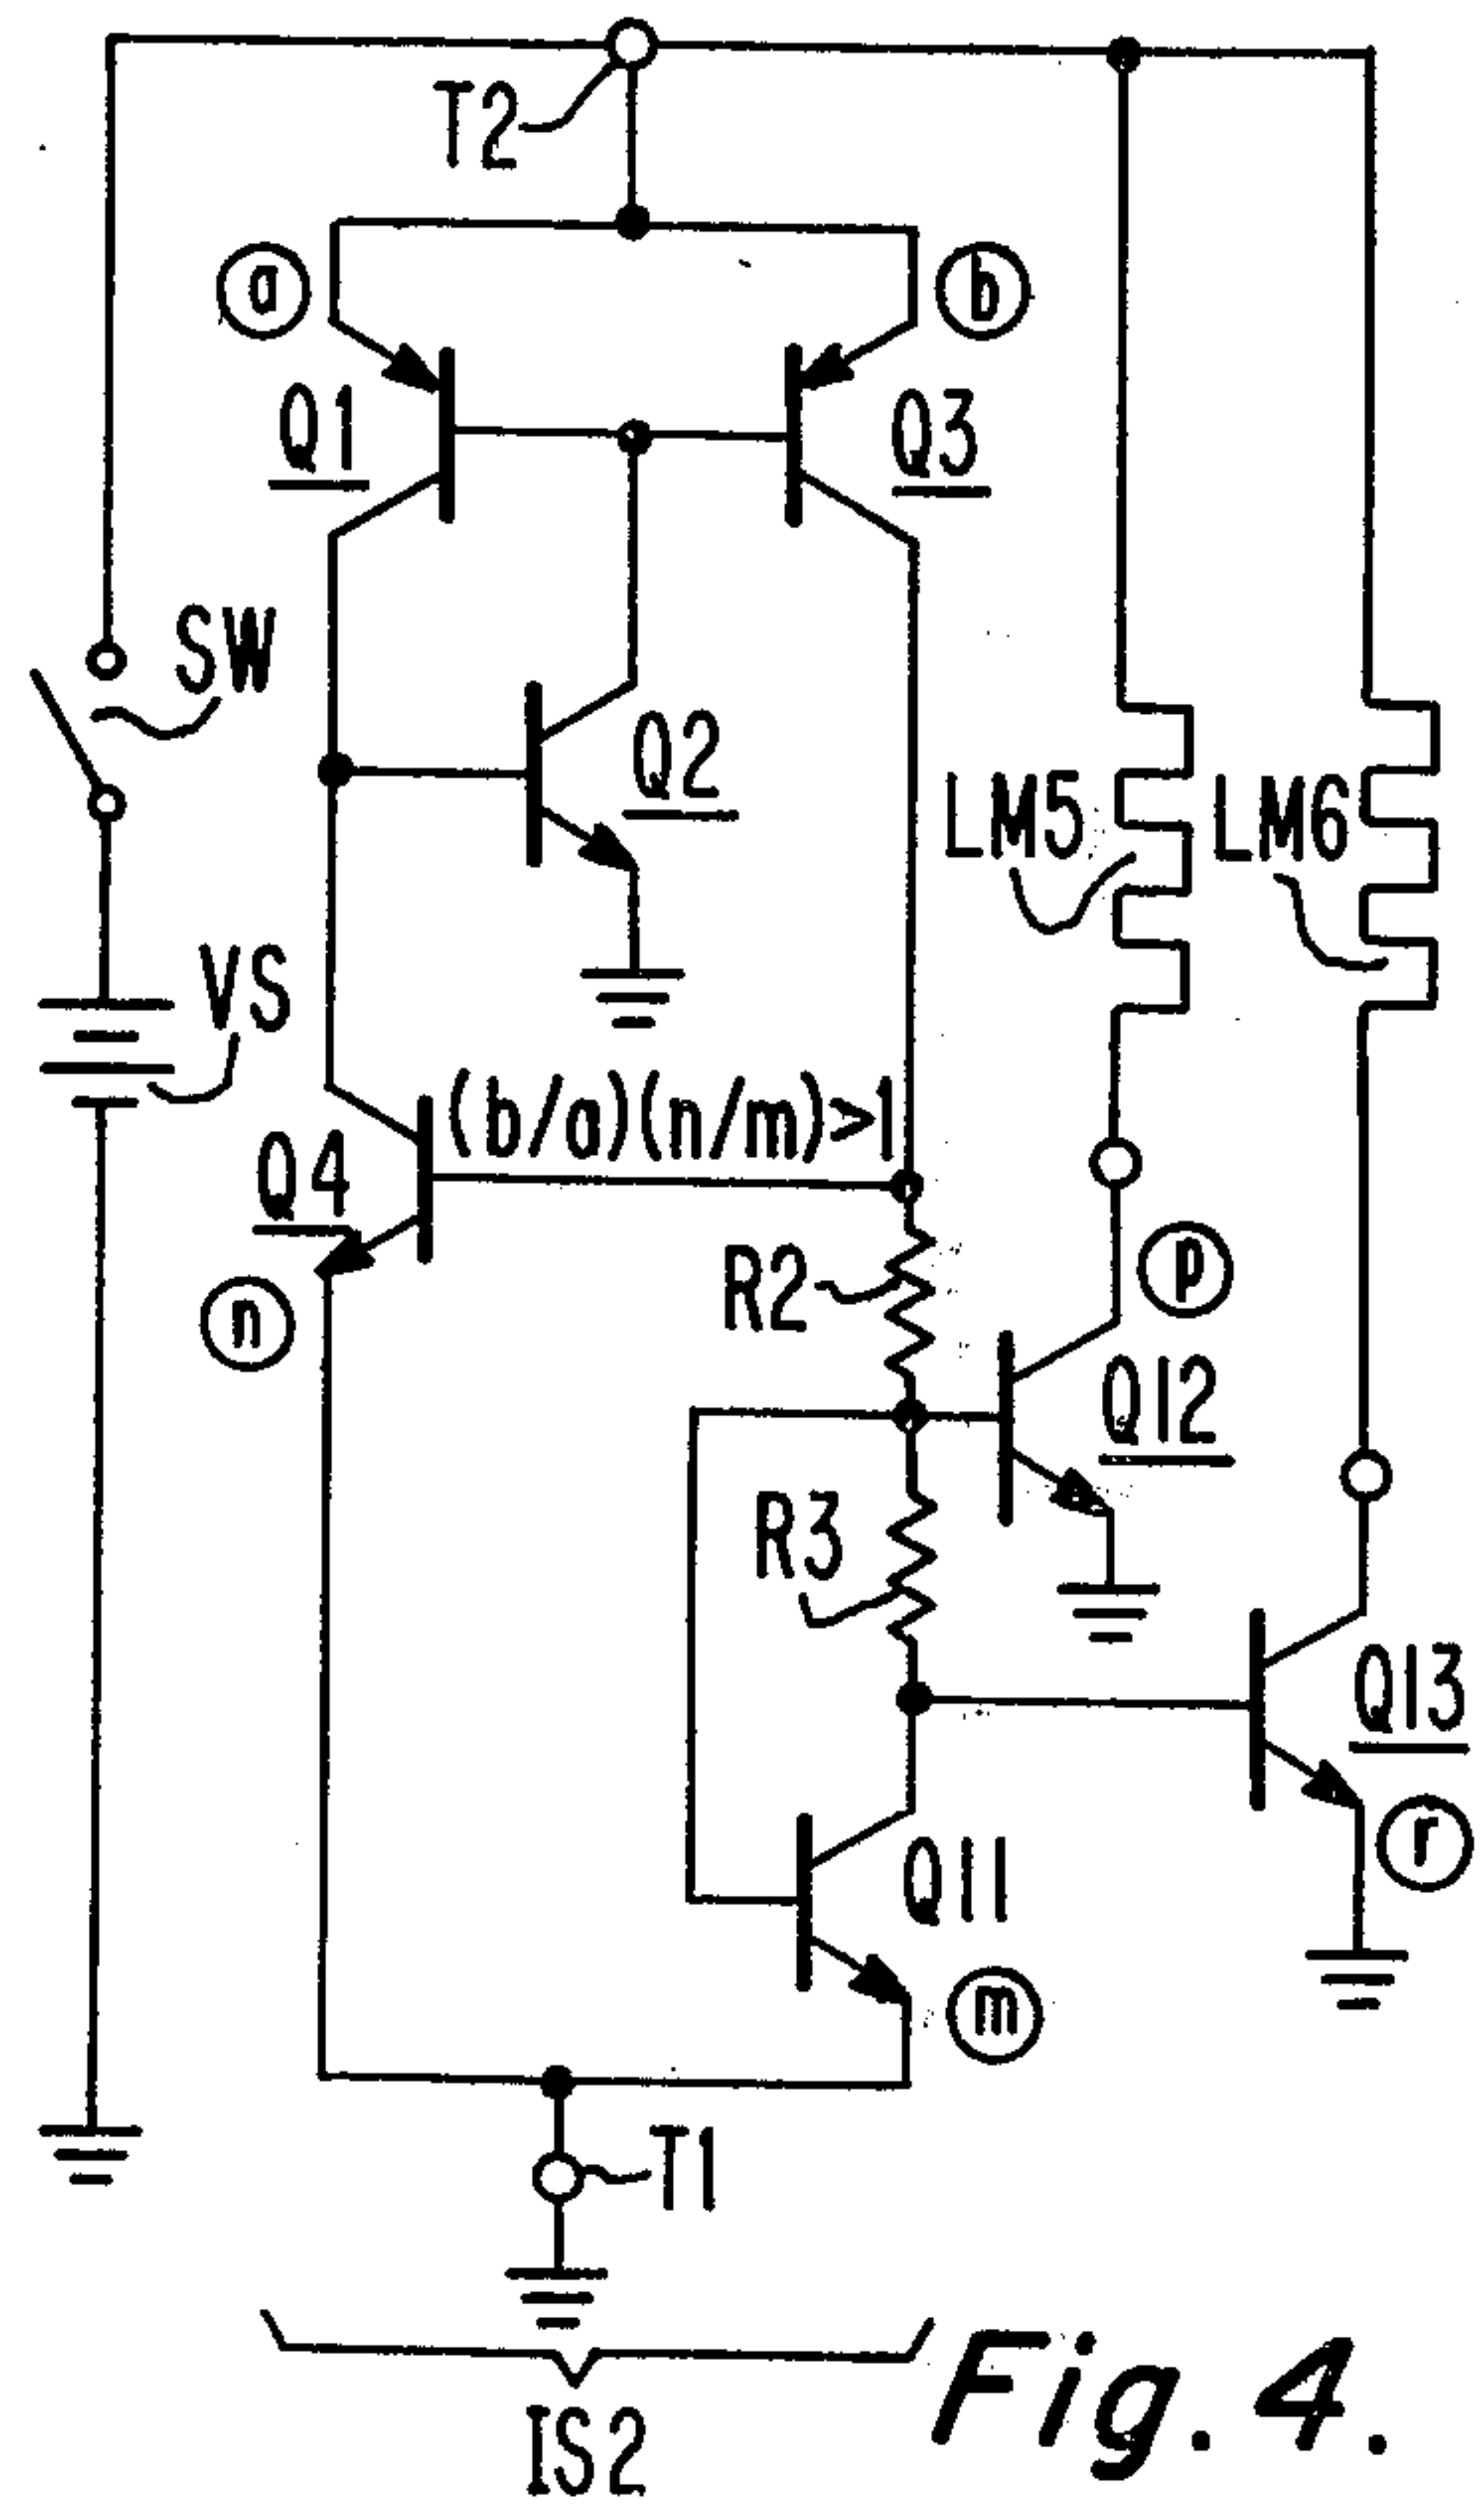 T2
a
b
Q1
Q3
SW
Q2
LM5
LM6
VS
(b/a)(n/m)>1
Q4
R2
p
n
Q12
R3
Q13
r
Q11
m
T1
IS2
Fig. 4.